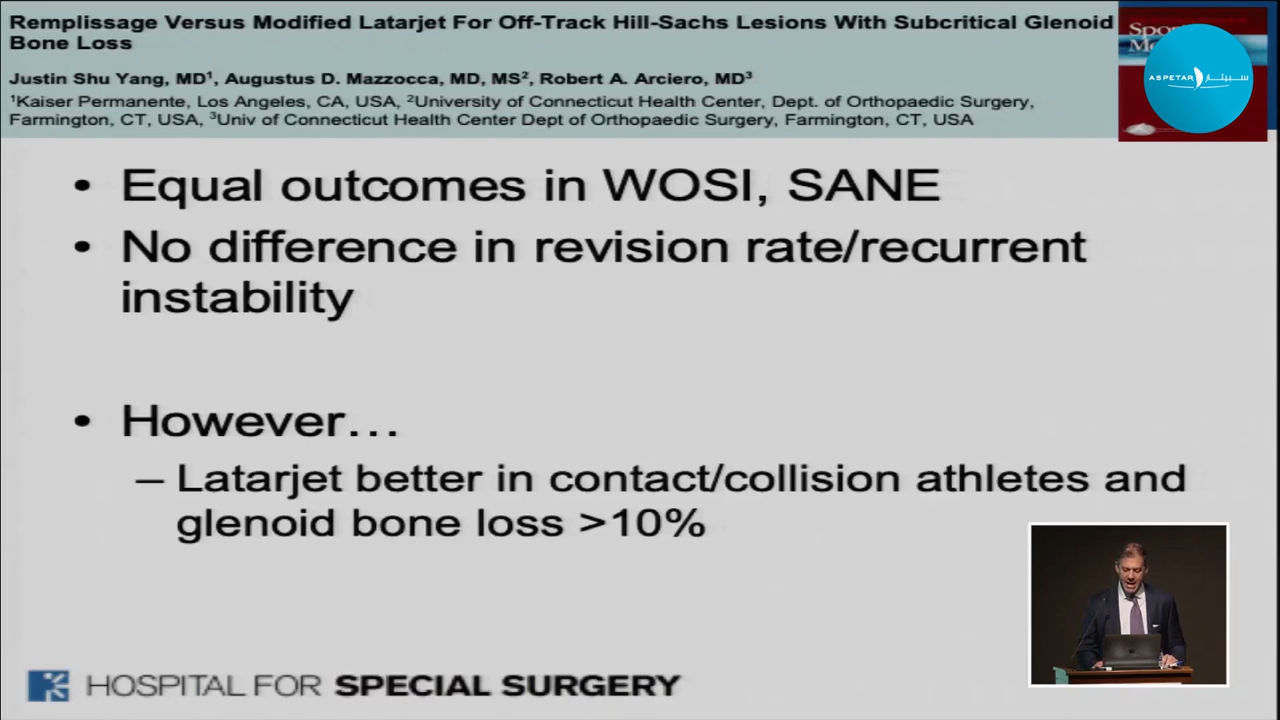 Remplissage Versus Modified Latarjet For Off-Track Hill-Sachs Lesions With Subcritical Glenoid
Bone Loss
Justin Shu Yang, MD¹, Augustus D. Mazzocca, MD, MS², Robert A. Arciero, MD³
¹Kaiser Permanente, Los Angeles, CA, USA, ²University of Connecticut Health Center, Dept. of Orthopaedic Surgery,
Farmington, CT, USA, ³Univ of Connecticut Health Center Dept of Orthopaedic Surgery, Farmington, CT, USA
ASPETAR سبيتار
• Equal outcomes in WOSI, SANE
• No difference in revision rate/recurrent
instability
• However…
– Latarjet better in contact/collision athletes and
glenoid bone loss >10%
HOSPITAL FOR SPECIAL SURGERY